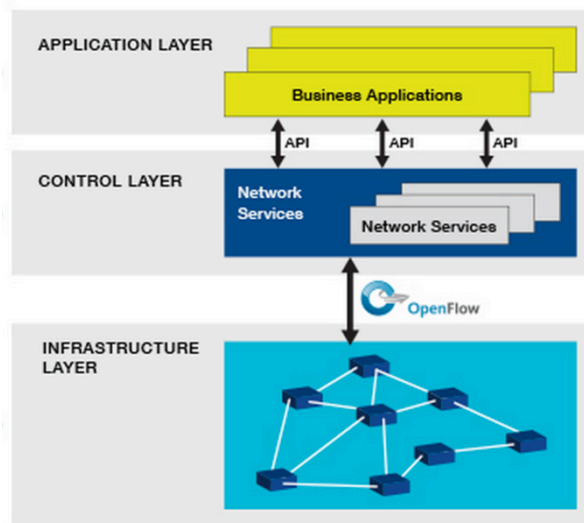 APPLICATION LAYER
Business Applications
API
API
API
CONTROL LAYER
Network
Services
Network Services
OpenFlow
INFRASTRUCTURE
LAYER